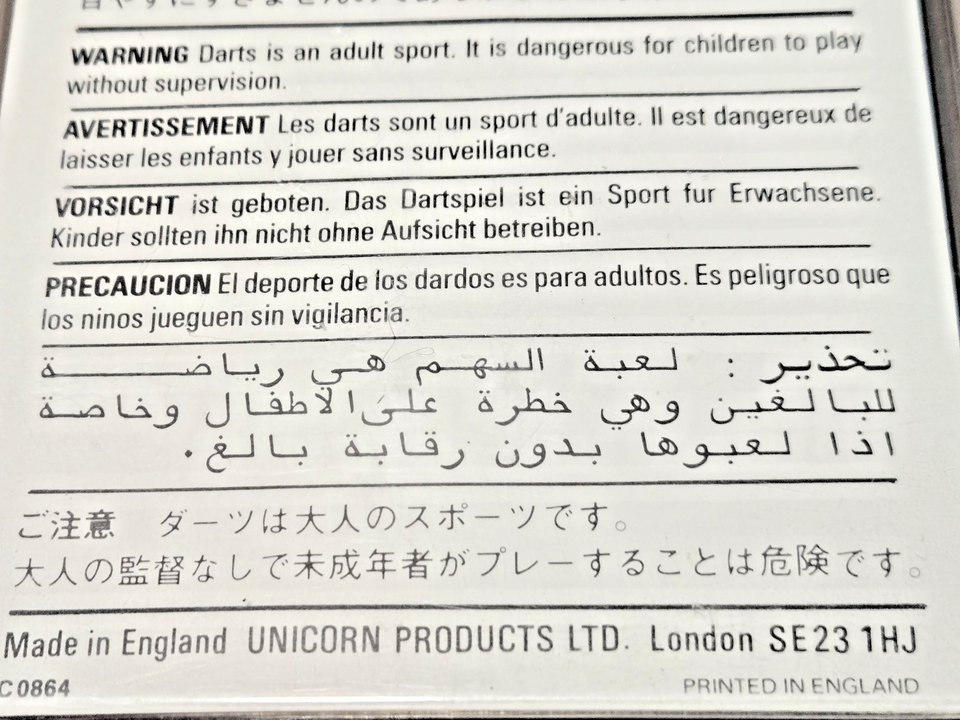 WARNING Darts is an adult sport. It is dangerous for children to play
without supervision.
AVERTISSEMENT Les darts sont un sport d'adulte. Il est dangereux de
laisser les enfants y jouer sans surveillance.
VORSICHT ist geboten. Das Dartspiel ist ein Sport fur Erwachsene.
Kinder sollten ihn nicht ohne Aufsicht betreiben.
PRECAUCION El deporte de los dardos es para adultos. Es peligroso que
los ninos jueguen sin vigilancia.
تحذير : لعبة السهم هي رياضة
للبالغين وهي خطرة على الاطفال وخاصة
اذا لعبوها بدون رقابة بالغ.
ご注意 ダーツは大人のスポーツです。
大人の監督なしで未成年者がプレーすることは危険です。
Made in England UNICORN PRODUCTS LTD. London SE23 1HJ
C0864 PRINTED IN ENGLAND